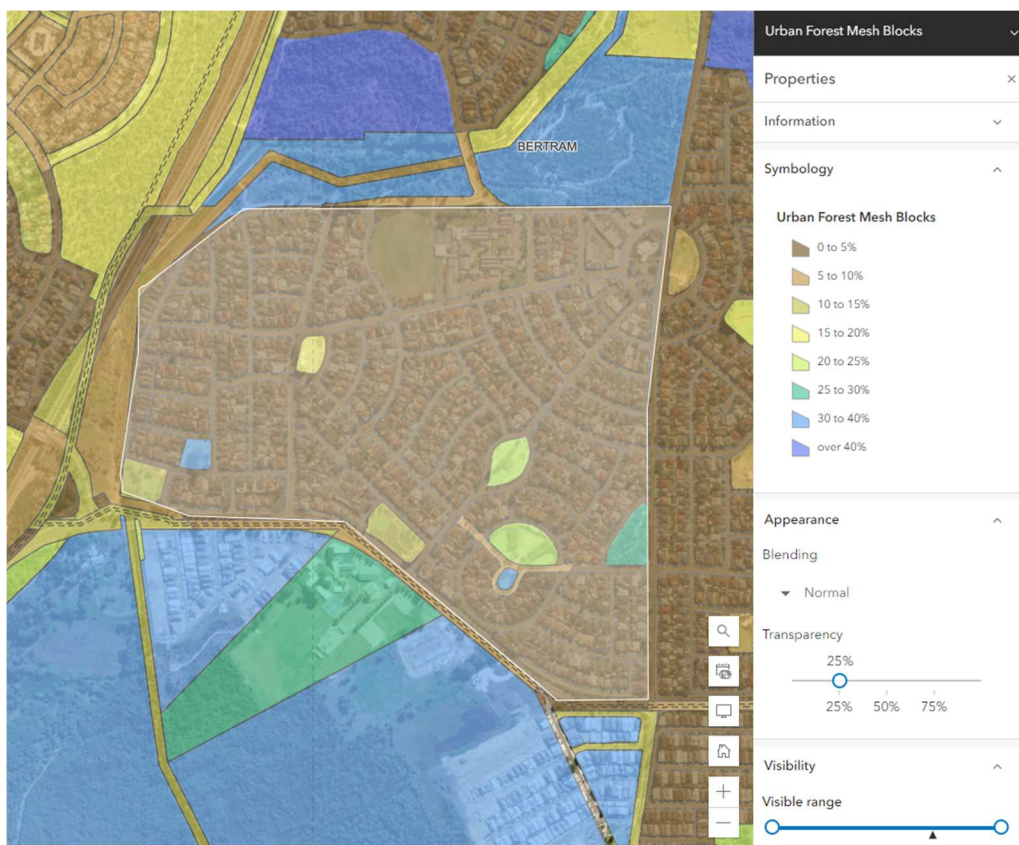 BERTRAM
Urban Forest Mesh Blocks
Properties
Information
Symbology
Urban Forest Mesh Blocks
0 to 5%
5 to 10%
10 to 15%
15 to 20%
20 to 25%
25 to 30%
30 to 40%
over 40%
Appearance
Blending
Normal
Transparency
25%
25% 50% 75%
Visibility
Visible range